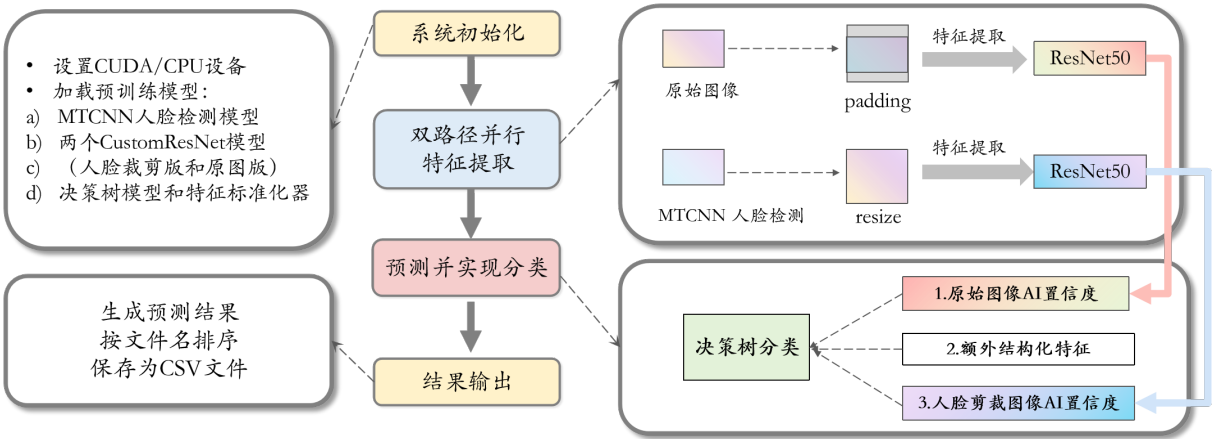 系统初始化
双路径并行
特征提取
预测并实现分类
结果输出
• 设置CUDA/CPU设备
• 加载预训练模型：
a) MTCNN人脸检测模型
b) 两个CustomResNet模型
c) （人脸裁剪版和原图版）
d) 决策树模型和特征标准化器
生成预测结果
按文件名排序
保存为CSV文件
原始图像
padding
特征提取
ResNet50
MTCNN 人脸检测
resize
特征提取
ResNet50
决策树分类
1.原始图像AI置信度
2.额外结构化特征
3.人脸剪裁图像AI置信度